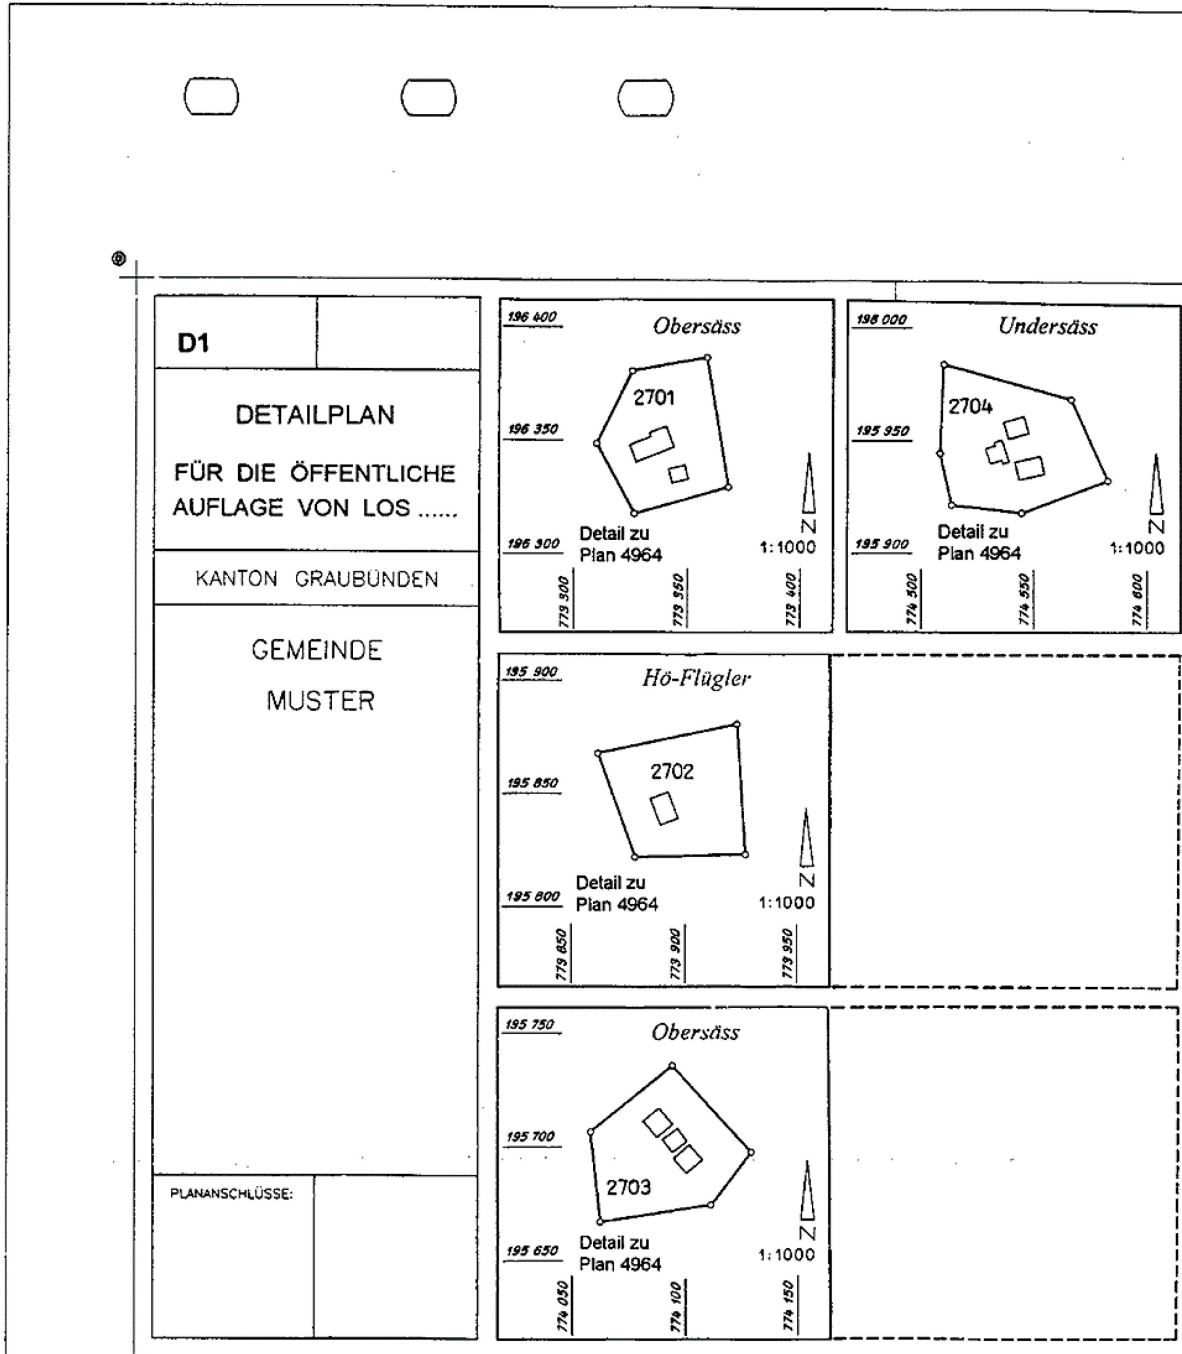 D1
DETAILPLAN
FÜR DIE ÖFFENTLICHE
AUFLAGE VON LOS ......
KANTON GRAUBÜNDEN
GEMEINDE
MUSTER
PLANANSCHLÜSSE:
196 400
Obersäss
2701
196 350
N
Detail zu
Plan 4964
196 300
1:1000
773 300
773 350
773 400
196 000
Undersäss
2704
195 950
N
Detail zu
Plan 4964
195 900
1:1000
774 500
774 550
774 600
195 900
Hö-Flügler
2702
195 850
N
Detail zu
Plan 4964
195 800
1:1000
773 850
773 900
773 950
195 750
Obersäss
195 700
2703
N
Detail zu
Plan 4964
195 650
1:1000
774 050
774 100
774 150